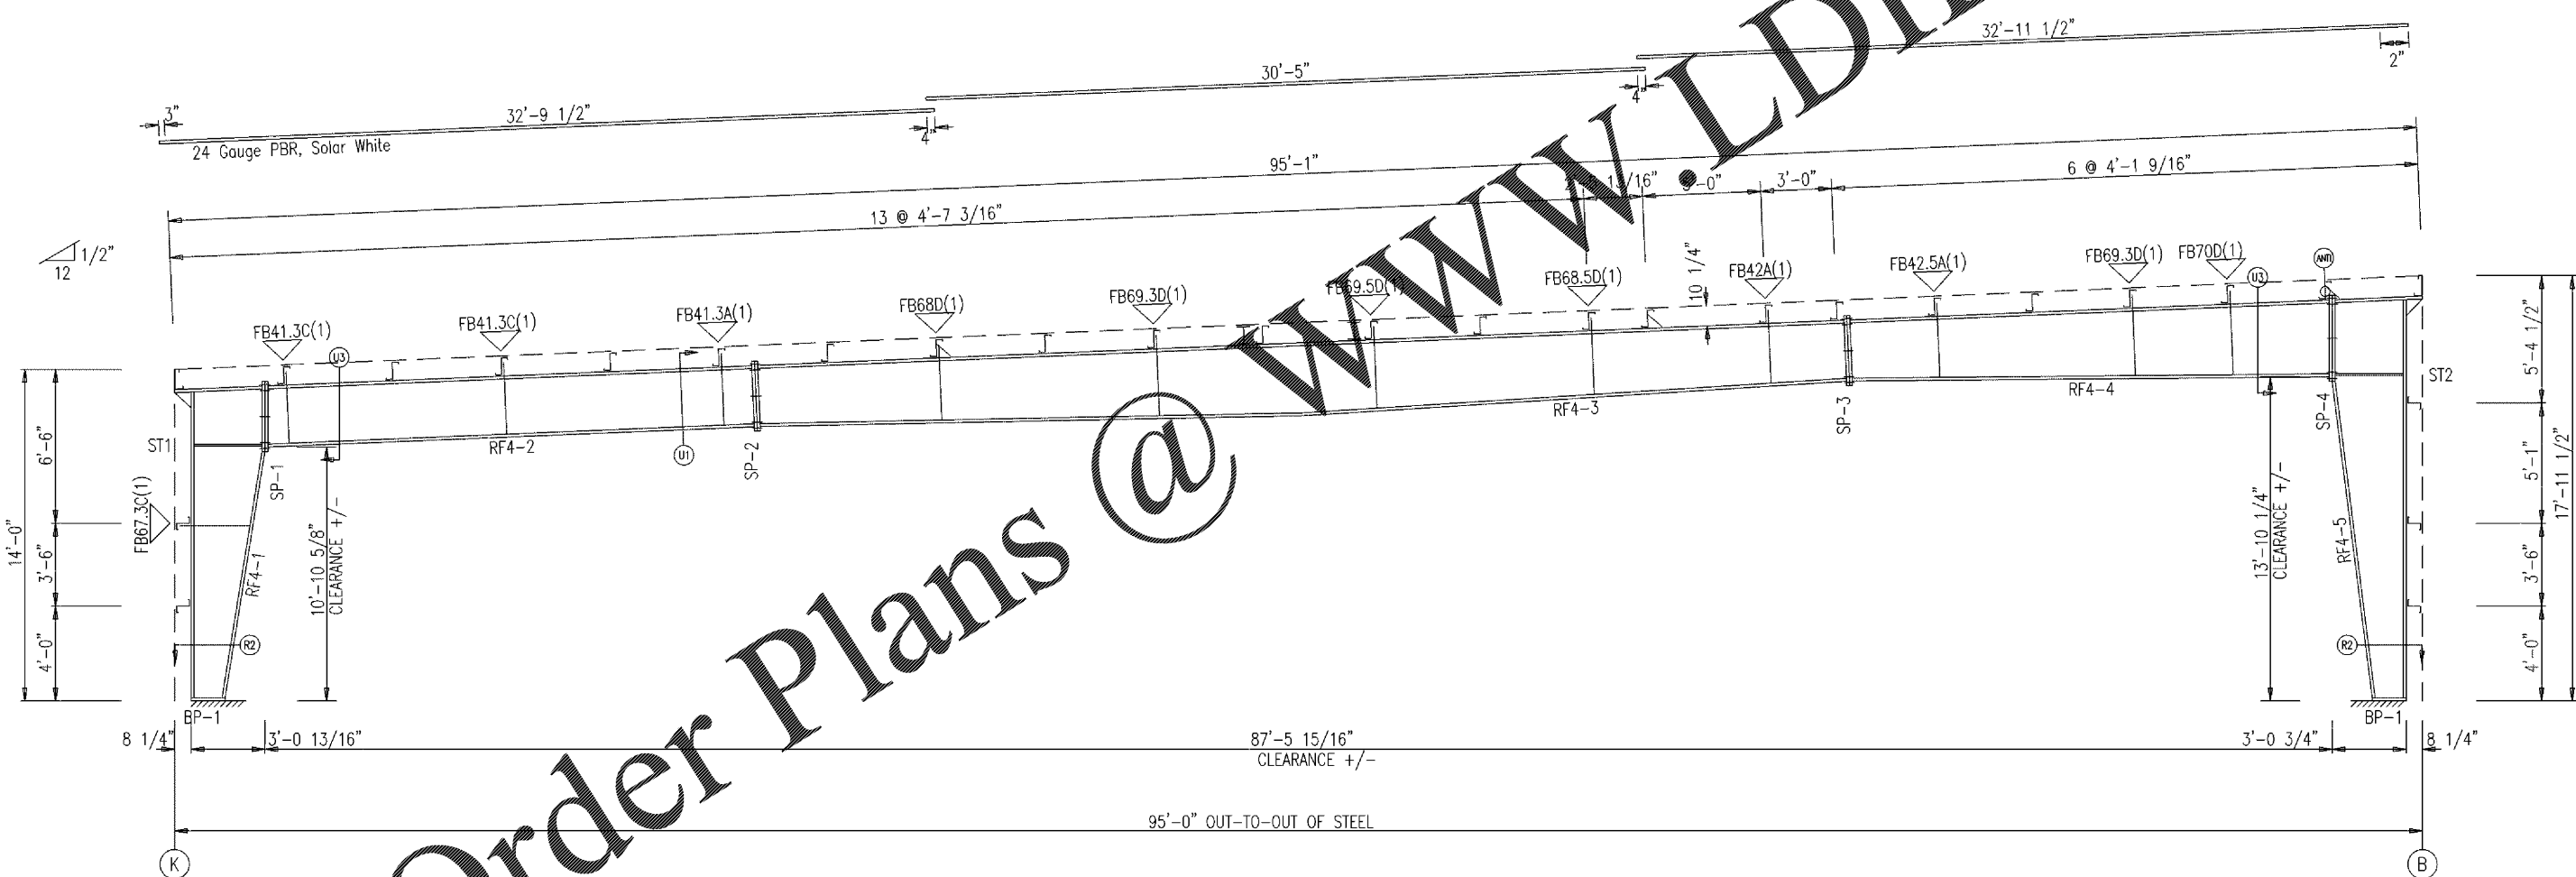 32'-11 1/2"
2"
30'-5"
4"
3"
32'-9 1/2"
4"
24 Gauge PBR, Solar White
95'-1"
6 @ 4'-1 9/16"
3'-0"
13 @ 4'-7 3/16"
1/2"
12
10 1/4"
FB41.3C(1)
FB41.3C(1)
FB41.3A(1)
FB68D(1)
FB69.3D(1)
FB69.5D(1)
FB68.5D(1)
FB42A(1)
FB42.5A(1)
FB69.3D(1)
FB70D(1)
U3
U3
ANTI
ST1
ST2
RF4-2
U1
SP-1
SP-2
RF4-3
SP-3
RF4-4
SP-4
FB67.3C(1)
14'-0"
6'-6"
3'-6"
4'-0"
RF4-1
R2
10'-10 5/8"
CLEARANCE +/-
13'-10 1/4"
CLEARANCE +/-
RF4-5
R2
5'-4 1/2"
5'-1"
3'-6"
4'-0"
17'-11 1/2"
BP-1
BP-1
8 1/4"
3'-0 13/16"
87'-5 15/16"
CLEARANCE +/-
3'-0 3/4"
8 1/4"
95'-0" OUT-TO-OUT OF STEEL
K
B
Order Plans @ www.LDI